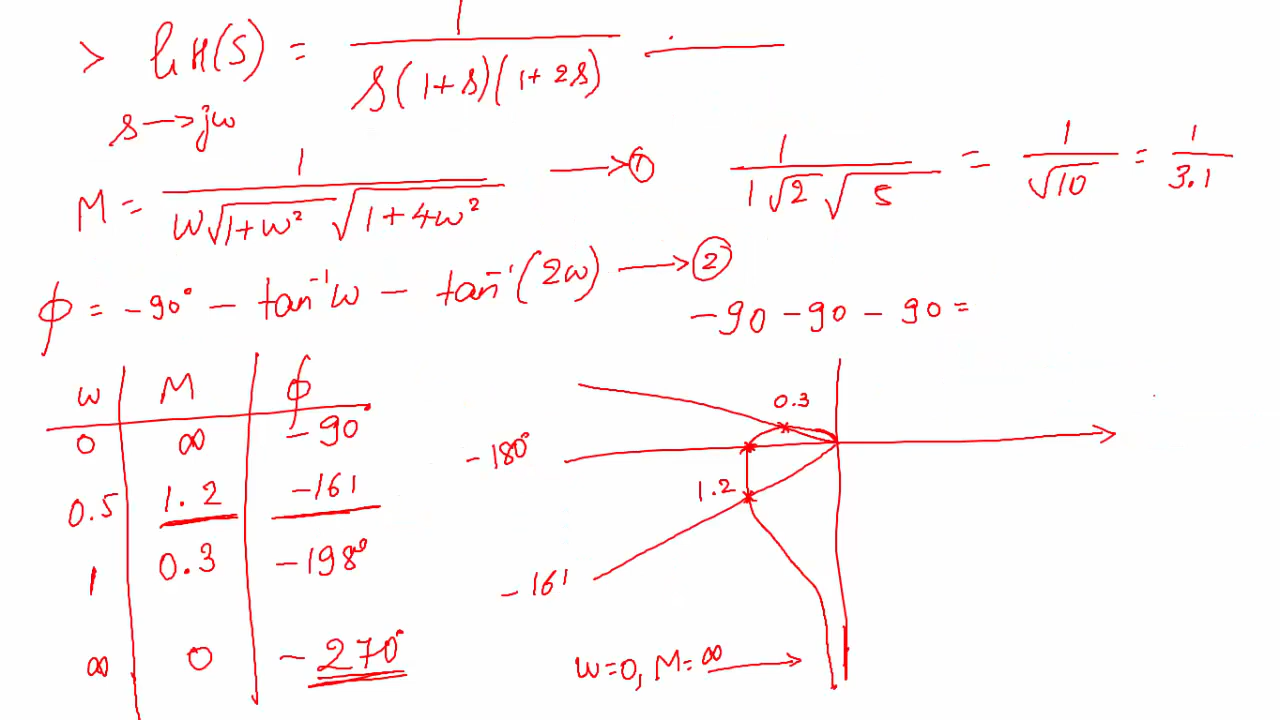 > G H(S) = 1 / S(1+S)(1+2S)
S → jω
M = 1 / ω√1+ω² √1+4ω² → ①
1 / 1√2 √5 = 1/√10 = 1/3.1
ϕ = -90° - tan⁻¹ω - tan⁻¹(2ω) → ②
-90 -90 - 90 =
ω M ϕ
0 ∞ -90°
0.5 1.2 -161
1 0.3 -198°
∞ 0 -270°
0.3
-180°
1.2
-161
ω=0, M=∞ →